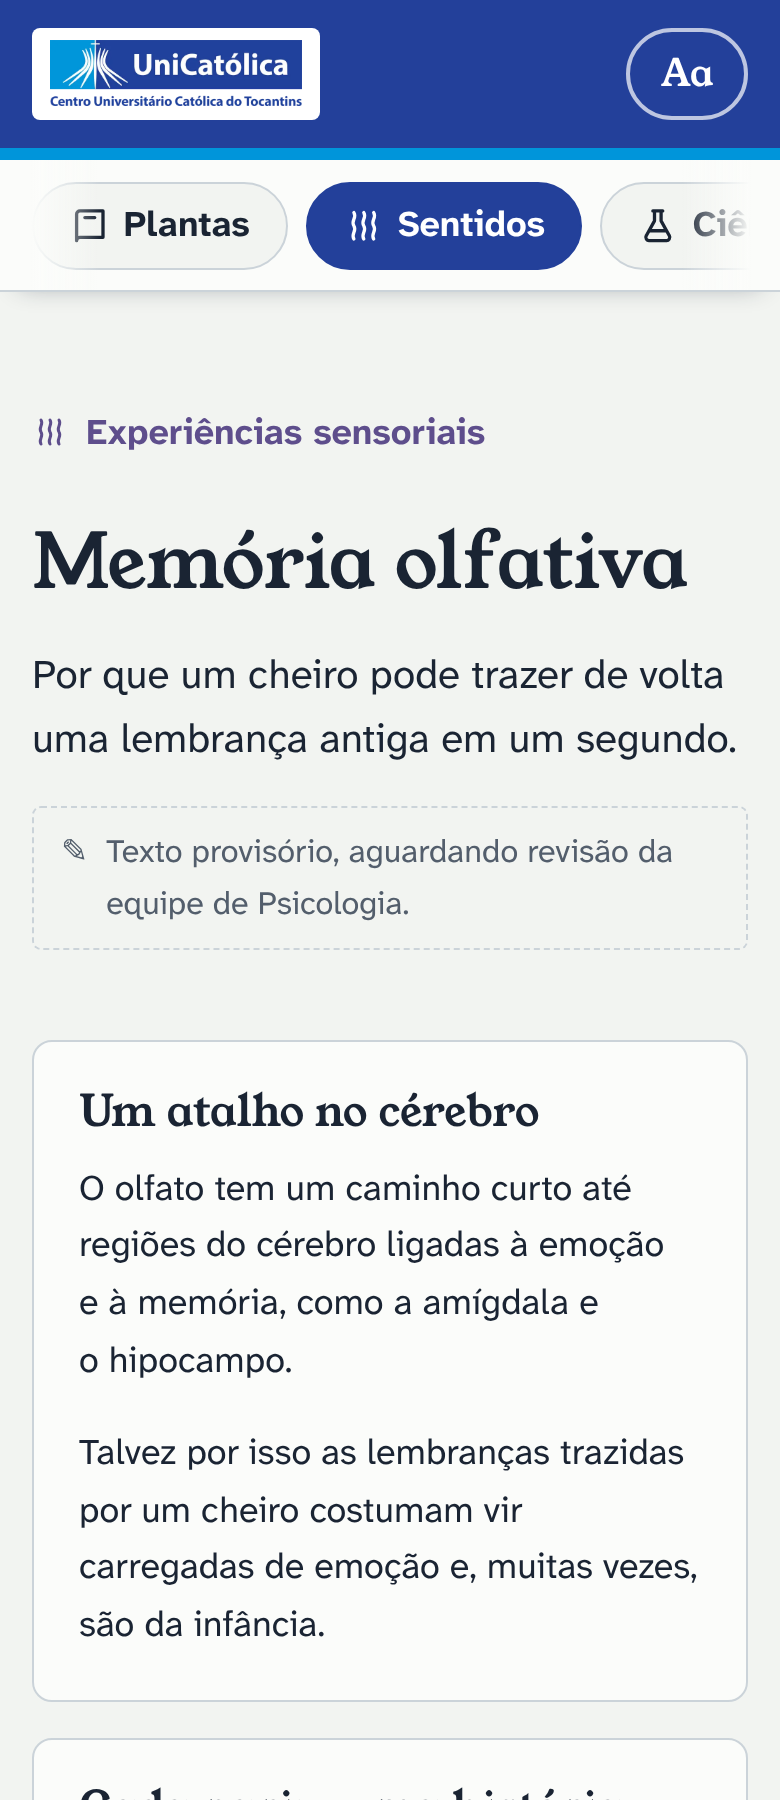 UniCatólica
Centro Universitário Católica do Tocantins
Aa
Plantas
Sentidos
Experiências sensoriais
Memória olfativa
Por que um cheiro pode trazer de volta
uma lembrança antiga em um segundo.
✎ Texto provisório, aguardando revisão da
equipe de Psicologia.
Um atalho no cérebro
O olfato tem um caminho curto até
regiões do cérebro ligadas à emoção
e à memória, como a amígdala e
o hipocampo.
Talvez por isso as lembranças trazidas
por um cheiro costumam vir
carregadas de emoção e, muitas vezes,
são da infância.